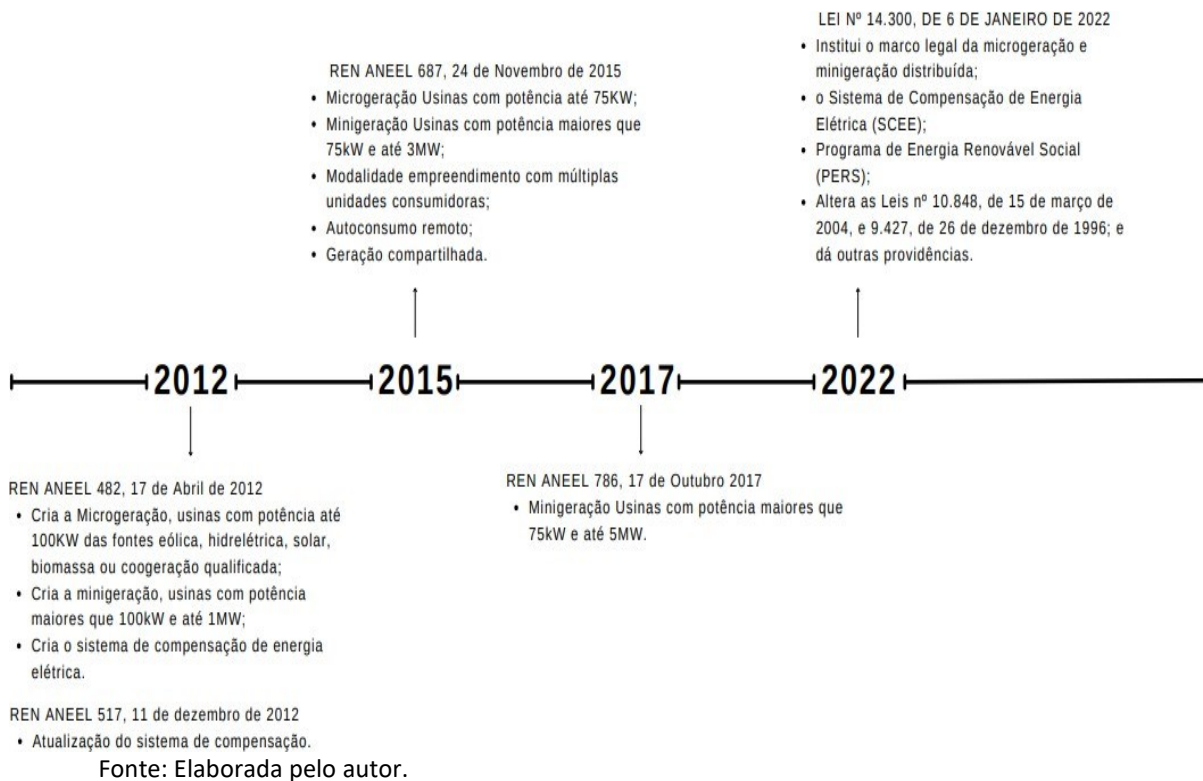 LEI Nº 14.300, DE 6 DE JANEIRO DE 2022
• Institui o marco legal da microgeração e
minigeração distribuída;
• o Sistema de Compensação de Energia
Elétrica (SCEE);
• Programa de Energia Renovável Social
(PERS);
• Altera as Leis nº 10.848, de 15 de março de
2004, e 9.427, de 26 de dezembro de 1996; e
dá outras providências.
REN ANEEL 687, 24 de Novembro de 2015
• Microgeração Usinas com potência até 75KW;
• Minigeração Usinas com potência maiores que
75kW e até 3MW;
• Modalidade empreendimento com múltiplas
unidades consumidoras;
• Autoconsumo remoto;
• Geração compartilhada.
2012 2015 2017 2022
REN ANEEL 482, 17 de Abril de 2012
• Cria a Microgeração, usinas com potência até
100KW das fontes eólica, hidrelétrica, solar,
biomassa ou coogeração qualificada;
• Cria a minigeração, usinas com potência
maiores que 100kW e até 1MW;
• Cria o sistema de compensação de energia
elétrica.
REN ANEEL 517, 11 de dezembro de 2012
• Atualização do sistema de compensação.
REN ANEEL 786, 17 de Outubro 2017
• Minigeração Usinas com potência maiores que
75kW e até 5MW.
Fonte: Elaborada pelo autor.